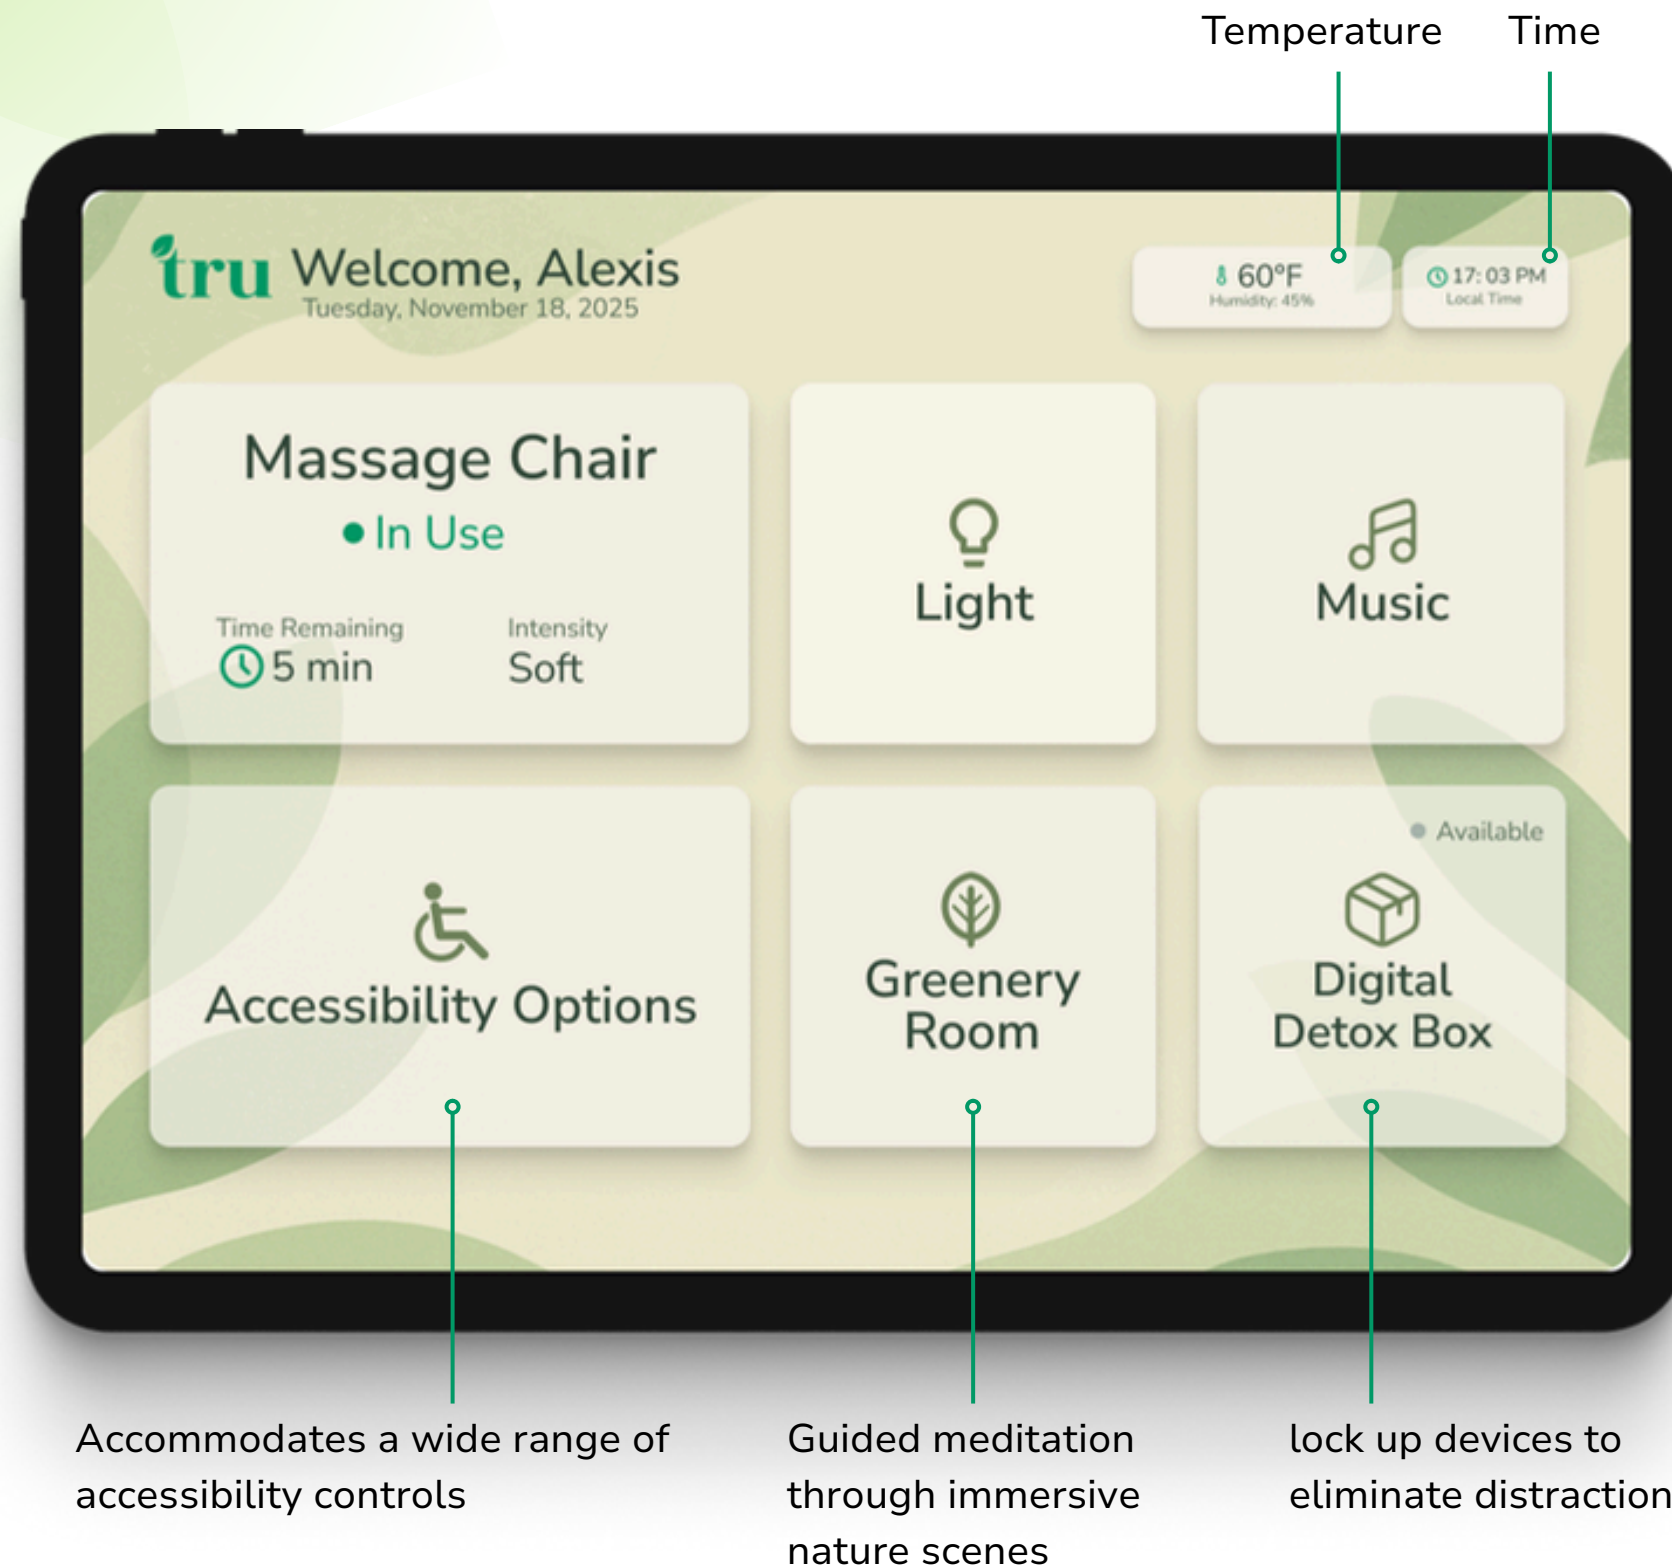 Temperature
Time
tru
Welcome, Alexis
Tuesday, November 18, 2025
60°F
Humidity: 45%
17: 03 PM
Local Time
Massage Chair
In Use
Time Remaining
5 min
Intensity
Soft
Light
Music
Accessibility Options
Greenery
Room
Available
Digital
Detox Box
Accommodates a wide range of
accessibility controls
Guided meditation
through immersive
nature scenes
lock up devices to
eliminate distraction